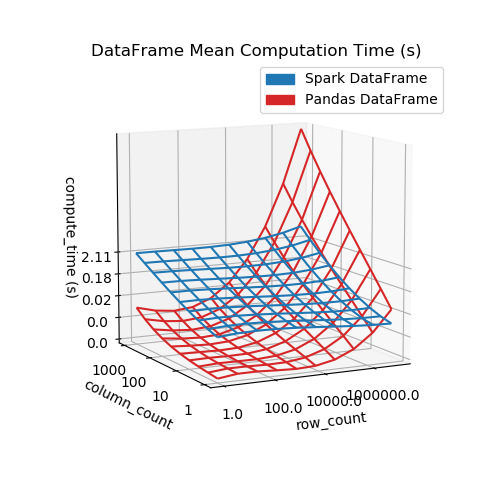 DataFrame Mean Computation Time (s)
Spark DataFrame
Pandas DataFrame
compute_time (s)
2.11
0.18
0.02
0.0
0.0
1000
100
10
1
column_count
1.0
100.0
10000.0
1000000.0
row_count